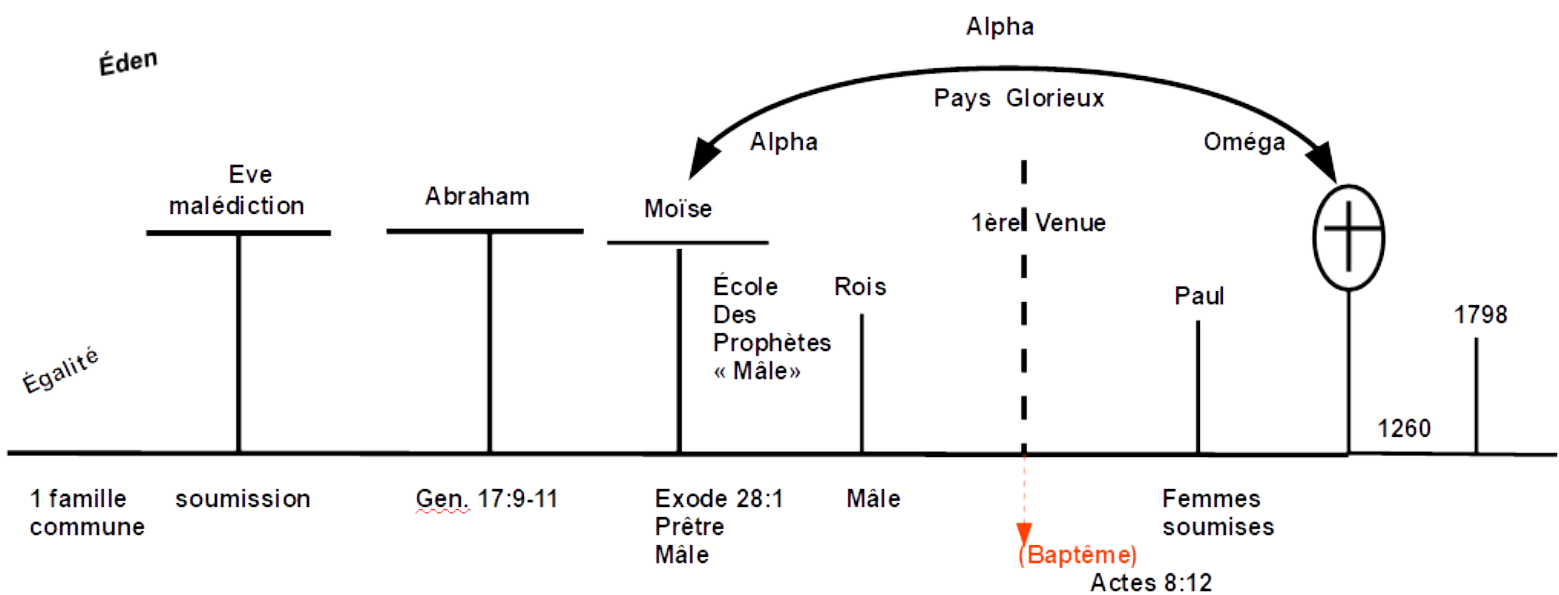 Alpha
Éden
Pays Glorieux
Alpha
Oméga
Eve
malédiction
Abraham
Moïse
1ère Venue
École
Des
Prophètes
« Mâle»
Rois
Paul
1798
Égalité
1260
1 famille
commune
soumission
Gen. 17:9-11
Exode 28:1
Prêtre
Mâle
Mâle
(Baptême)
Actes 8:12
Femmes
soumises